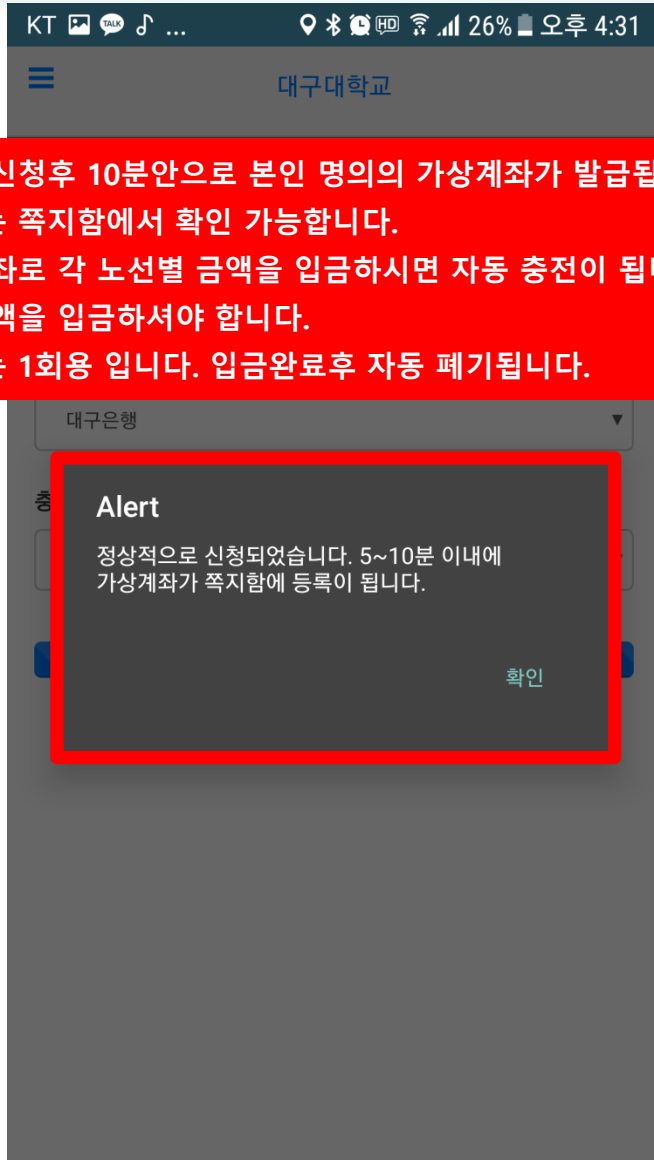 KT TALK ... HD 26% 오후 4:31
대구대학교
신청후 10분안으로 본인 명의의 가상계좌가 발급됩
는 쪽지함에서 확인 가능합니다.
좌로 각 노선별 금액을 입금하시면 자동 충전이 됩니
액을 입금하셔야 합니다.
는 1회용 입니다. 입금완료후 자동 폐기됩니다.
대구은행
충
Alert
정상적으로 신청되었습니다. 5~10분 이내에
가상계좌가 쪽지함에 등록이 됩니다.
확인